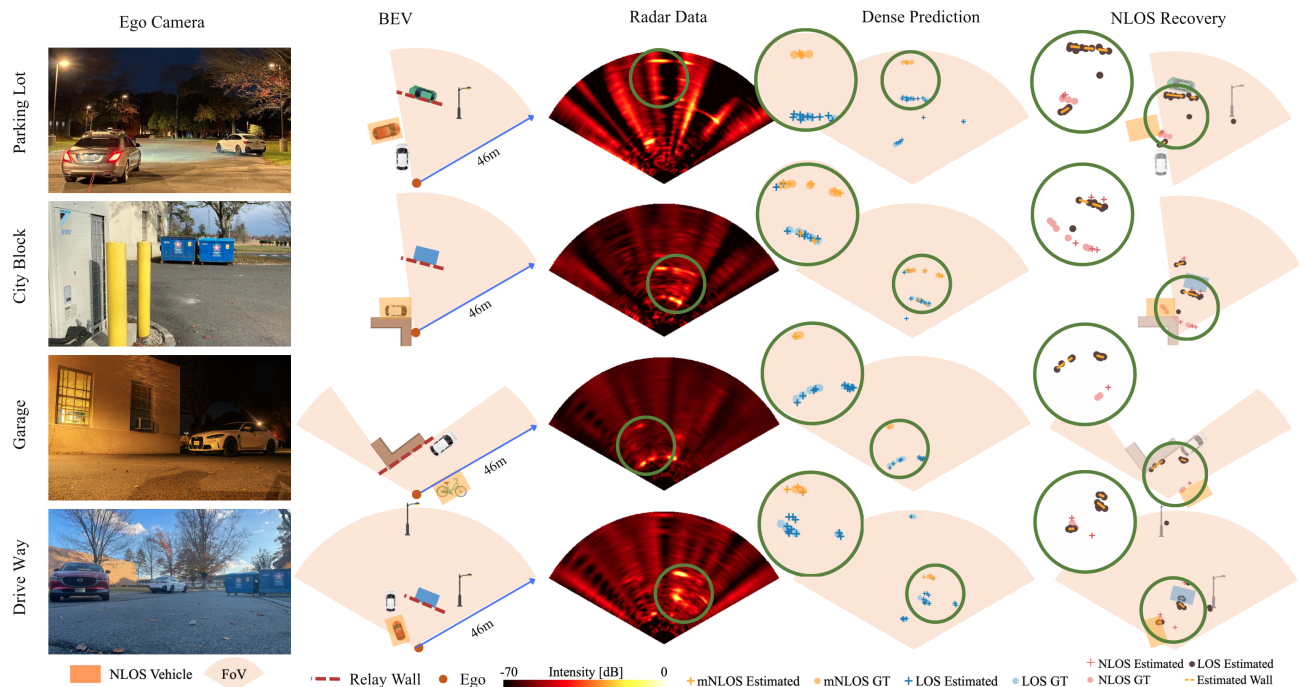 Ego Camera
BEV
Radar Data
Dense Prediction
NLOS Recovery
Parking Lot
46m
City Block
46m
Garage
46m
Drive Way
46m
NLOS Vehicle
FoV
Relay Wall
Ego
-70
Intensity [dB]
0
mNLOS Estimated
mNLOS GT
LOS Estimated
LOS GT
NLOS Estimated
LOS Estimated
NLOS GT
Estimated Wall